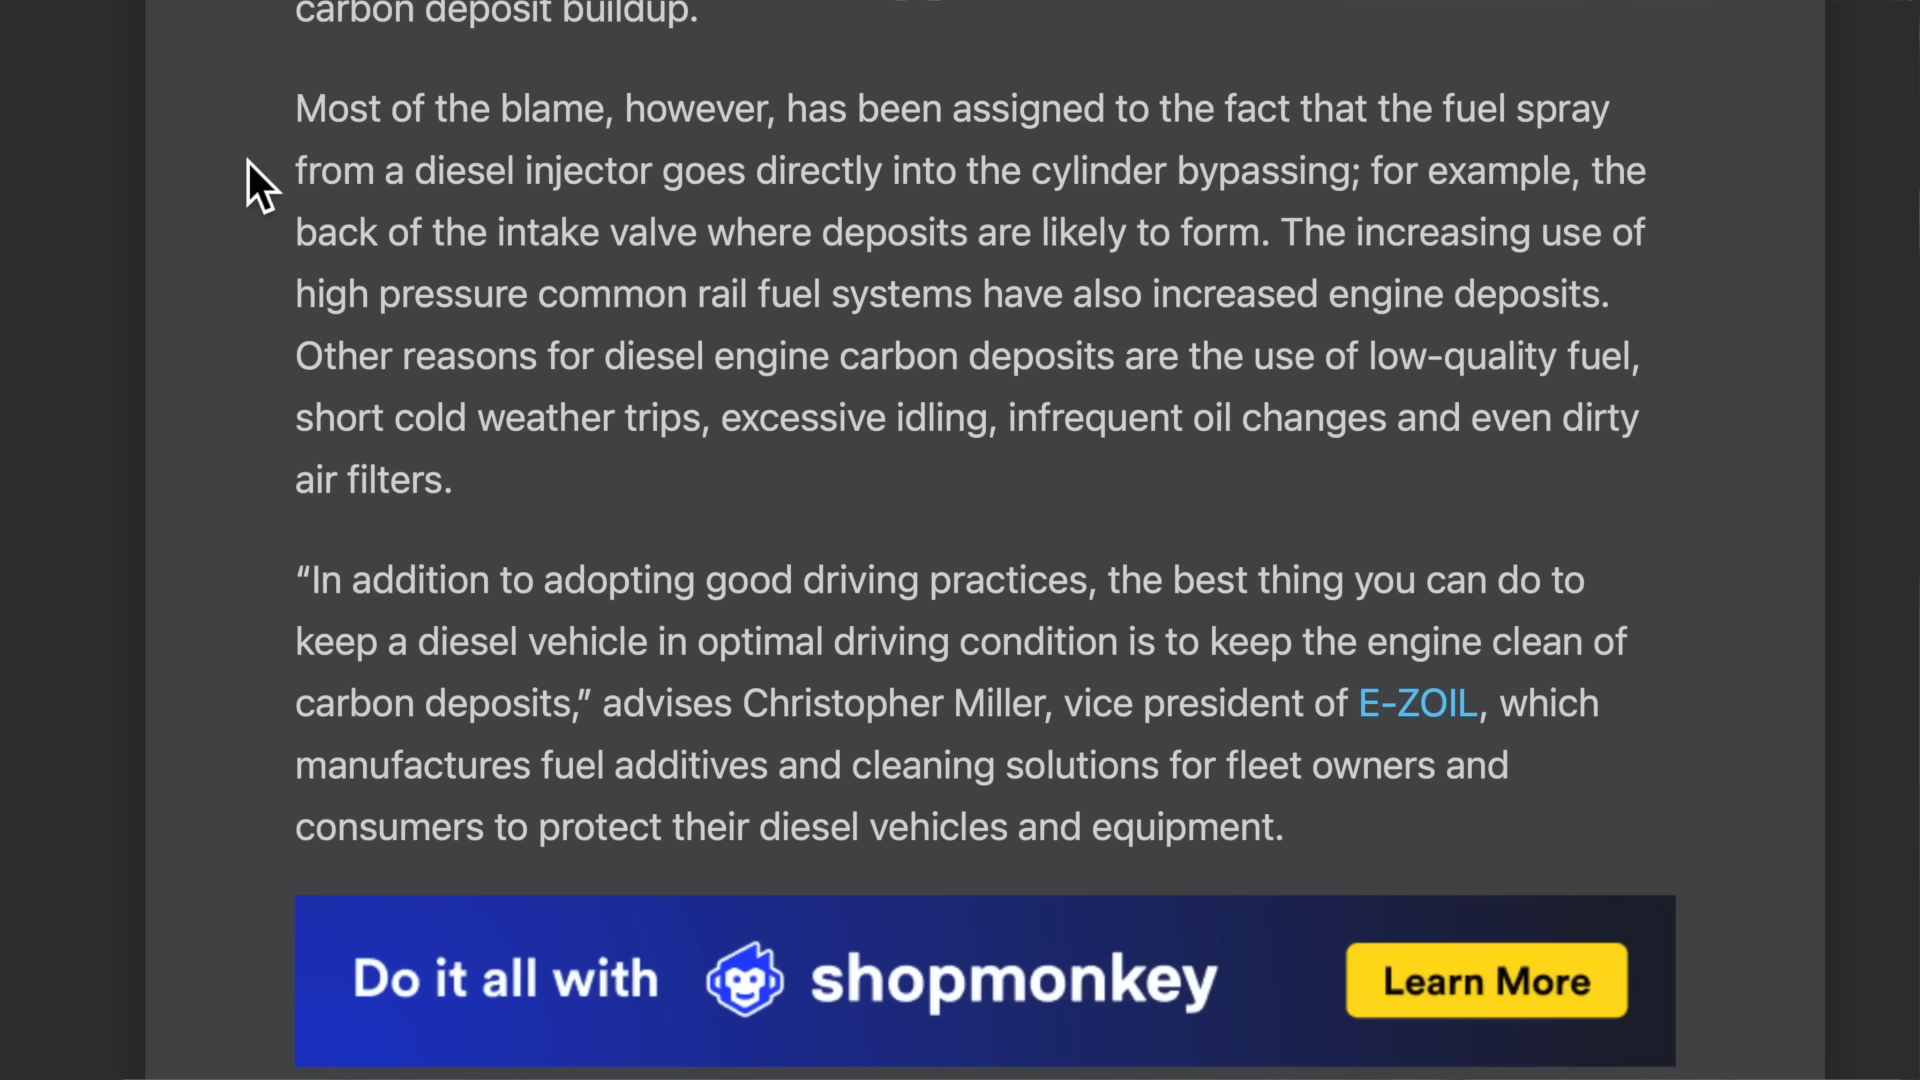 carbon deposit buildup.
Most of the blame, however, has been assigned to the fact that the fuel spray
from a diesel injector goes directly into the cylinder bypassing; for example, the
back of the intake valve where deposits are likely to form. The increasing use of
high pressure common rail fuel systems have also increased engine deposits.
Other reasons for diesel engine carbon deposits are the use of low-quality fuel,
short cold weather trips, excessive idling, infrequent oil changes and even dirty
air filters.
“In addition to adopting good driving practices, the best thing you can do to
keep a diesel vehicle in optimal driving condition is to keep the engine clean of
carbon deposits,” advises Christopher Miller, vice president of E-ZOIL, which
manufactures fuel additives and cleaning solutions for fleet owners and
consumers to protect their diesel vehicles and equipment.
Do it all with shopmonkey Learn More